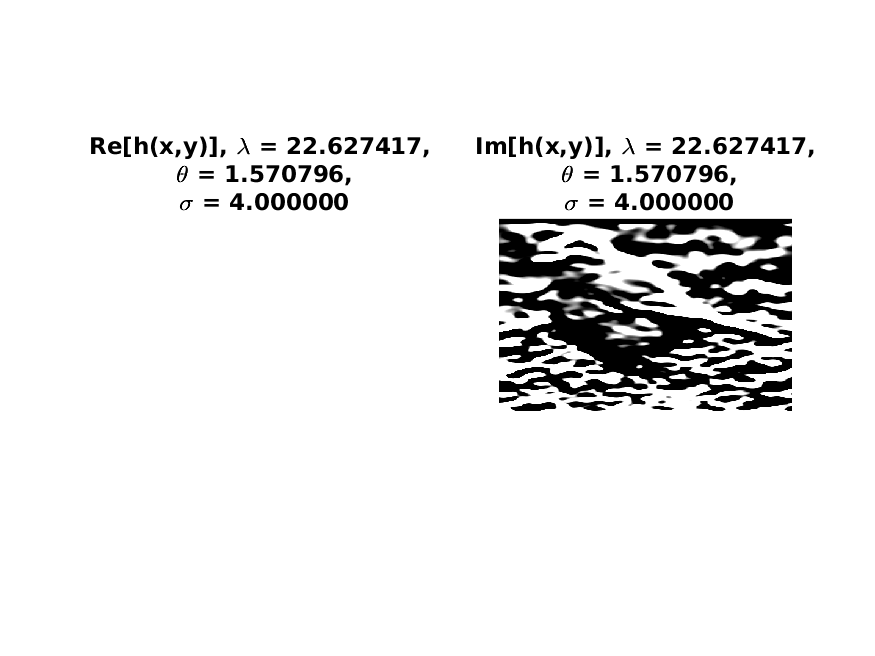 Re[h(x,y)], λ = 22.627417,
θ = 1.570796,
σ = 4.000000
Im[h(x,y)], λ = 22.627417,
θ = 1.570796,
σ = 4.000000